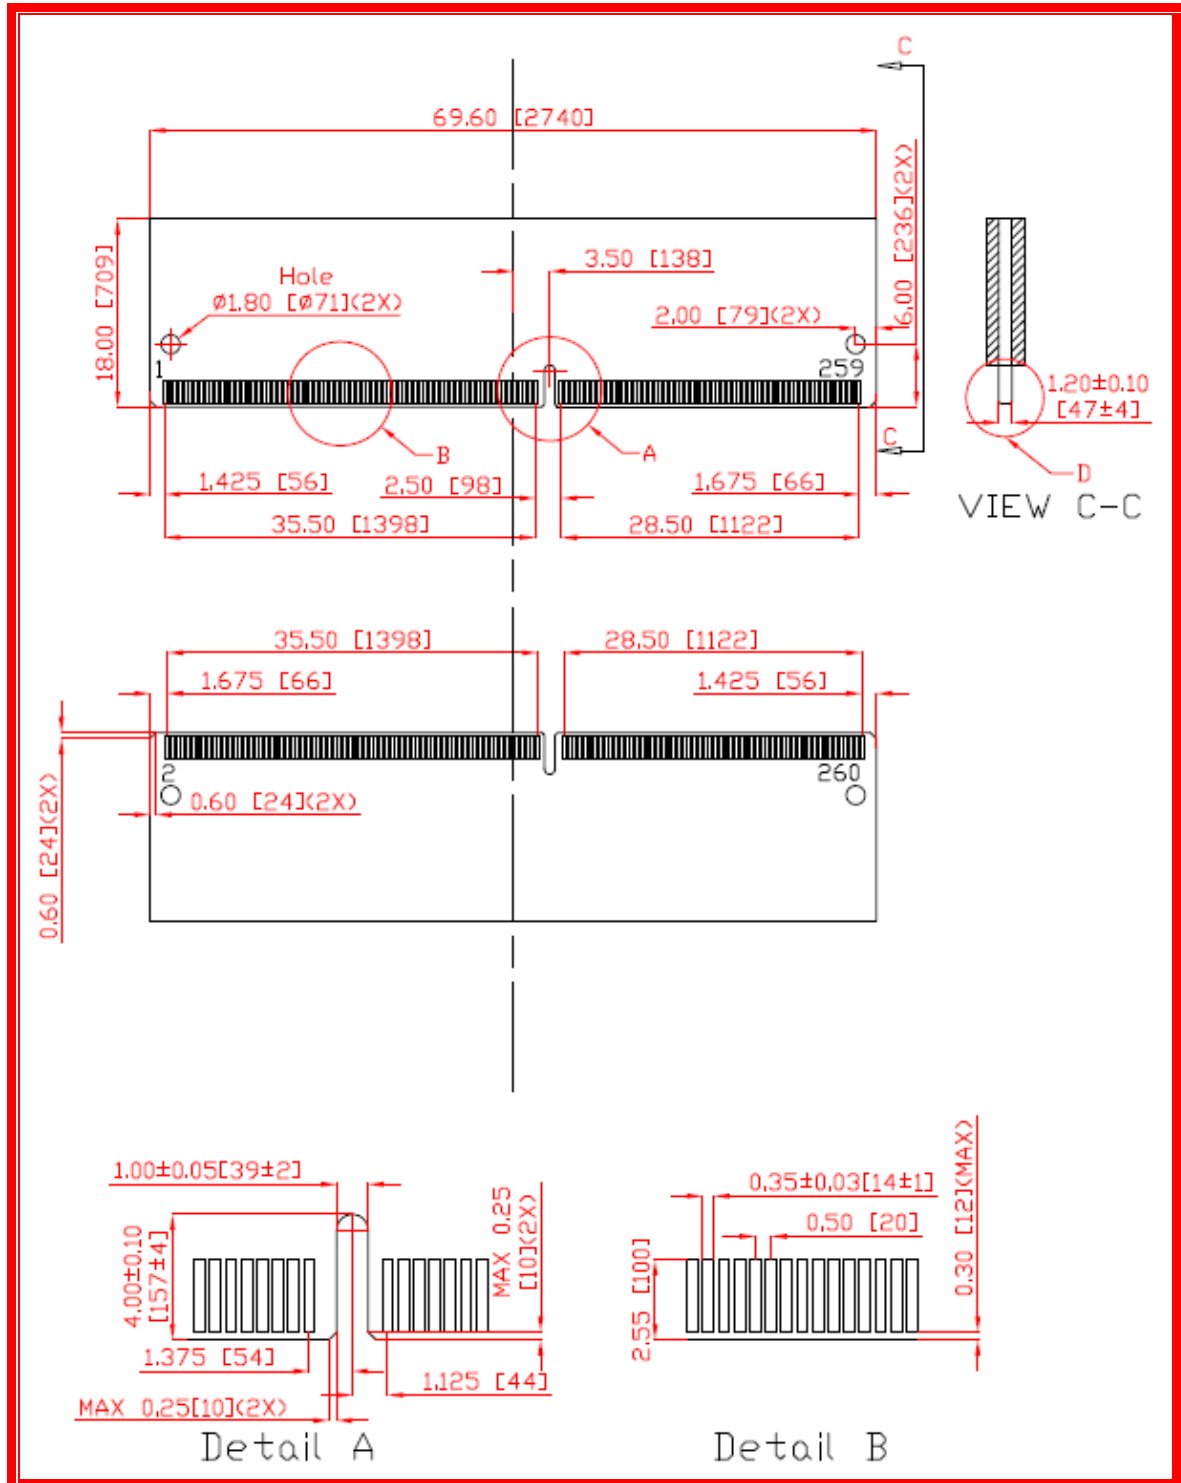 C
69.60 [2740]
6.00 [236](2X)
3.50 [138]
18.00 [709]
Hole
Ø1.80 [Ø71](2X)
2.00 [79](2X)
1
259
1.20±0.10
[47±4]
C
B
A
D
1.425 [56]
2.50 [98]
1.675 [66]
VIEW C-C
35.50 [1398]
28.50 [1122]
35.50 [1398]
28.50 [1122]
1.675 [66]
1.425 [56]
2
260
0.60 [24](2X)
0.60 [24](2X)
1.00±0.05[39±2]
MAX 0.25
[10](2X)
4.00±0.10
[157±4]
1.375 [54]
1.125 [44]
MAX 0.25[10](2X)
Detail A
0.35±0.03[14±1]
0.50 [20]
0.30 [12](MAX)
2.55 [100]
Detail B